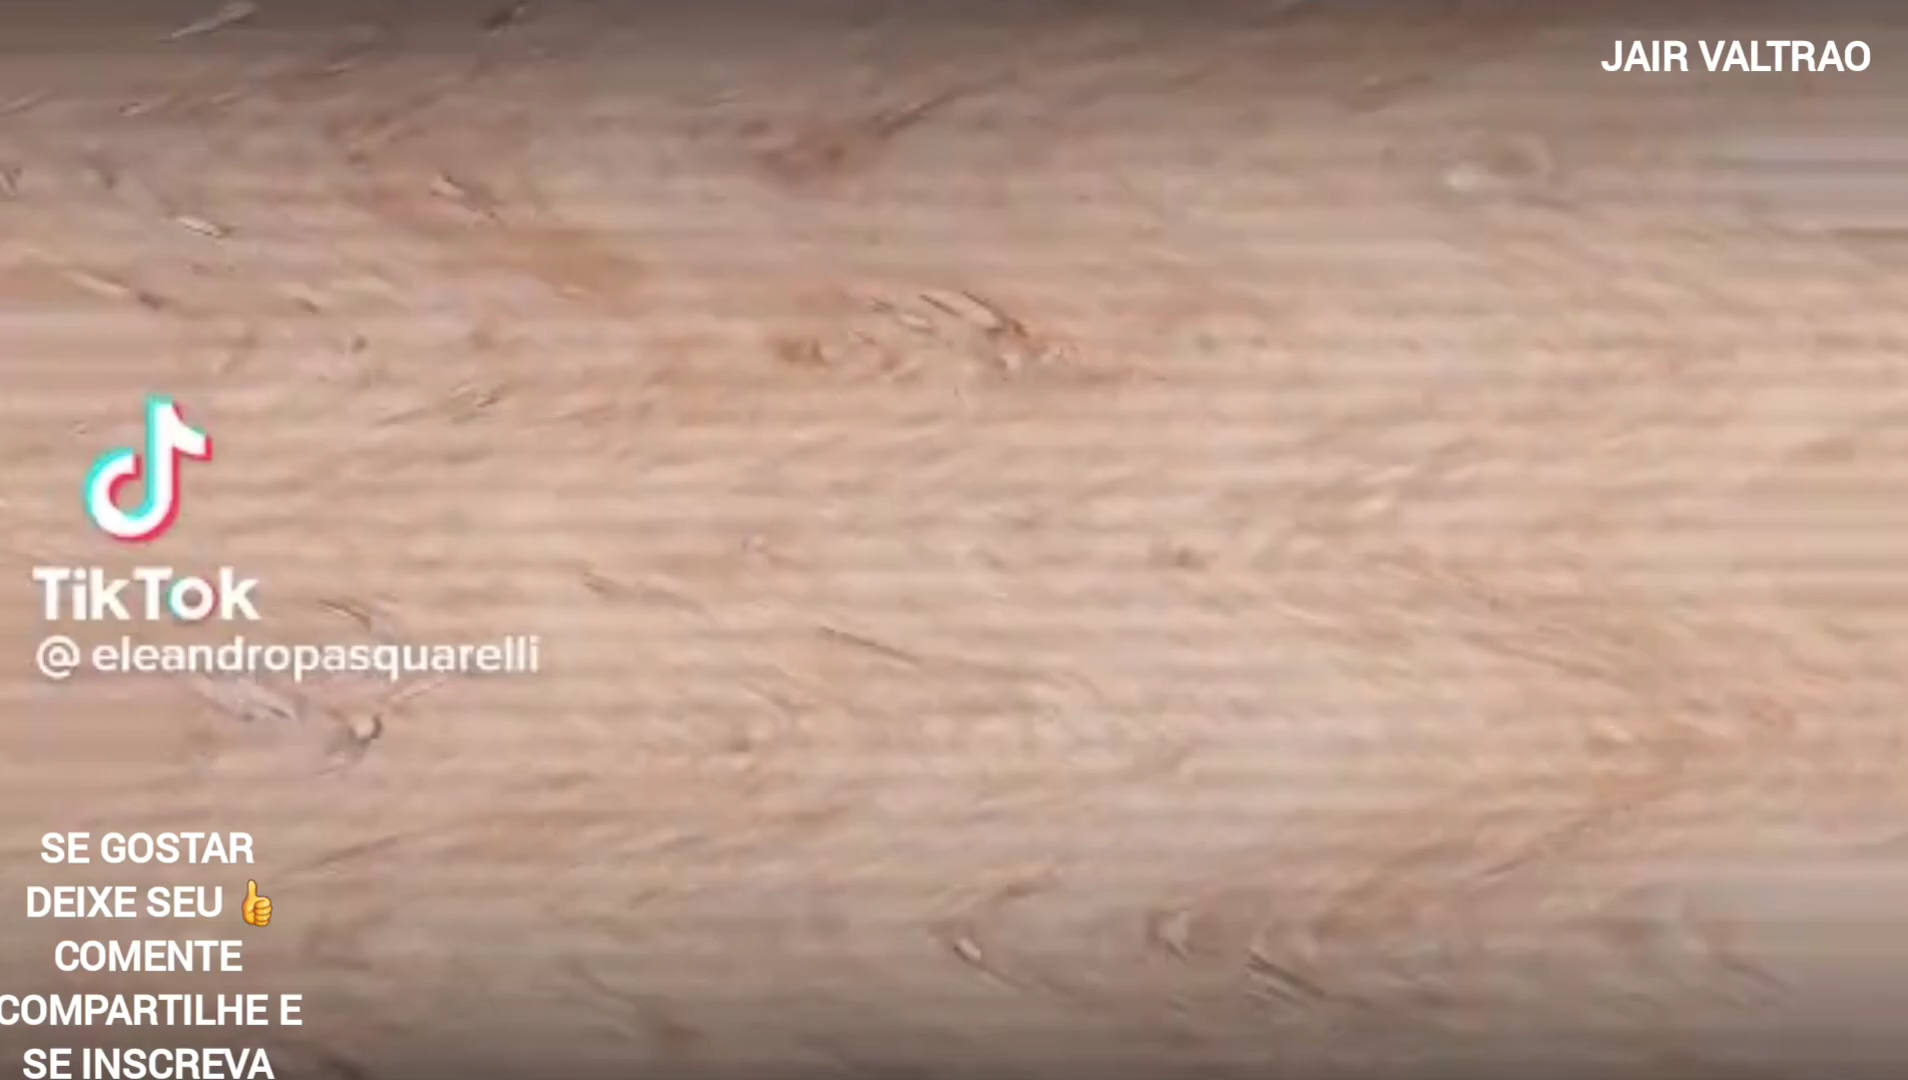 JAIR VALTRAO
TikTok
@ eleandropasquarelli
SE GOSTAR
DEIXE SEU 👍
COMENTE
COMPARTILHE E
SE INSCREVA